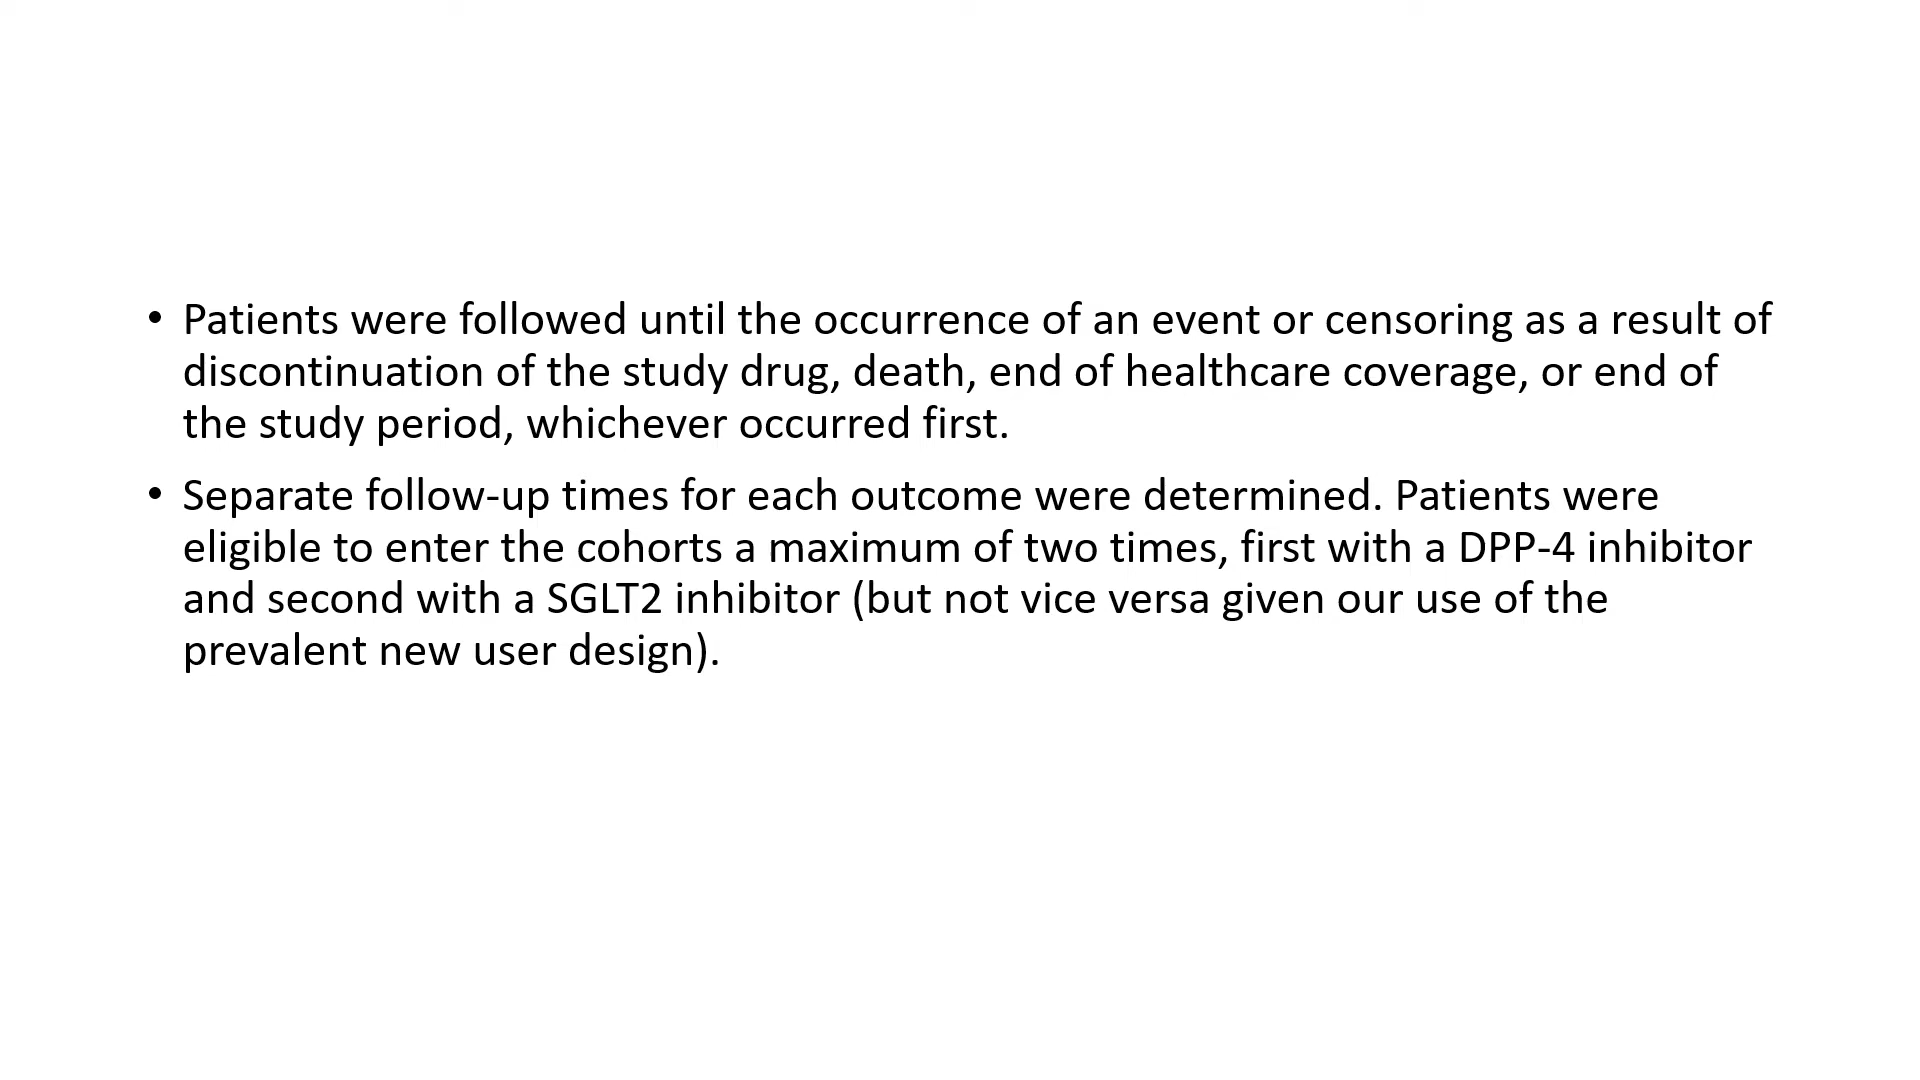 • Patients were followed until the occurrence of an event or censoring as a result of
discontinuation of the study drug, death, end of healthcare coverage, or end of
the study period, whichever occurred first.
• Separate follow-up times for each outcome were determined. Patients were
eligible to enter the cohorts a maximum of two times, first with a DPP-4 inhibitor
and second with a SGLT2 inhibitor (but not vice versa given our use of the
prevalent new user design).